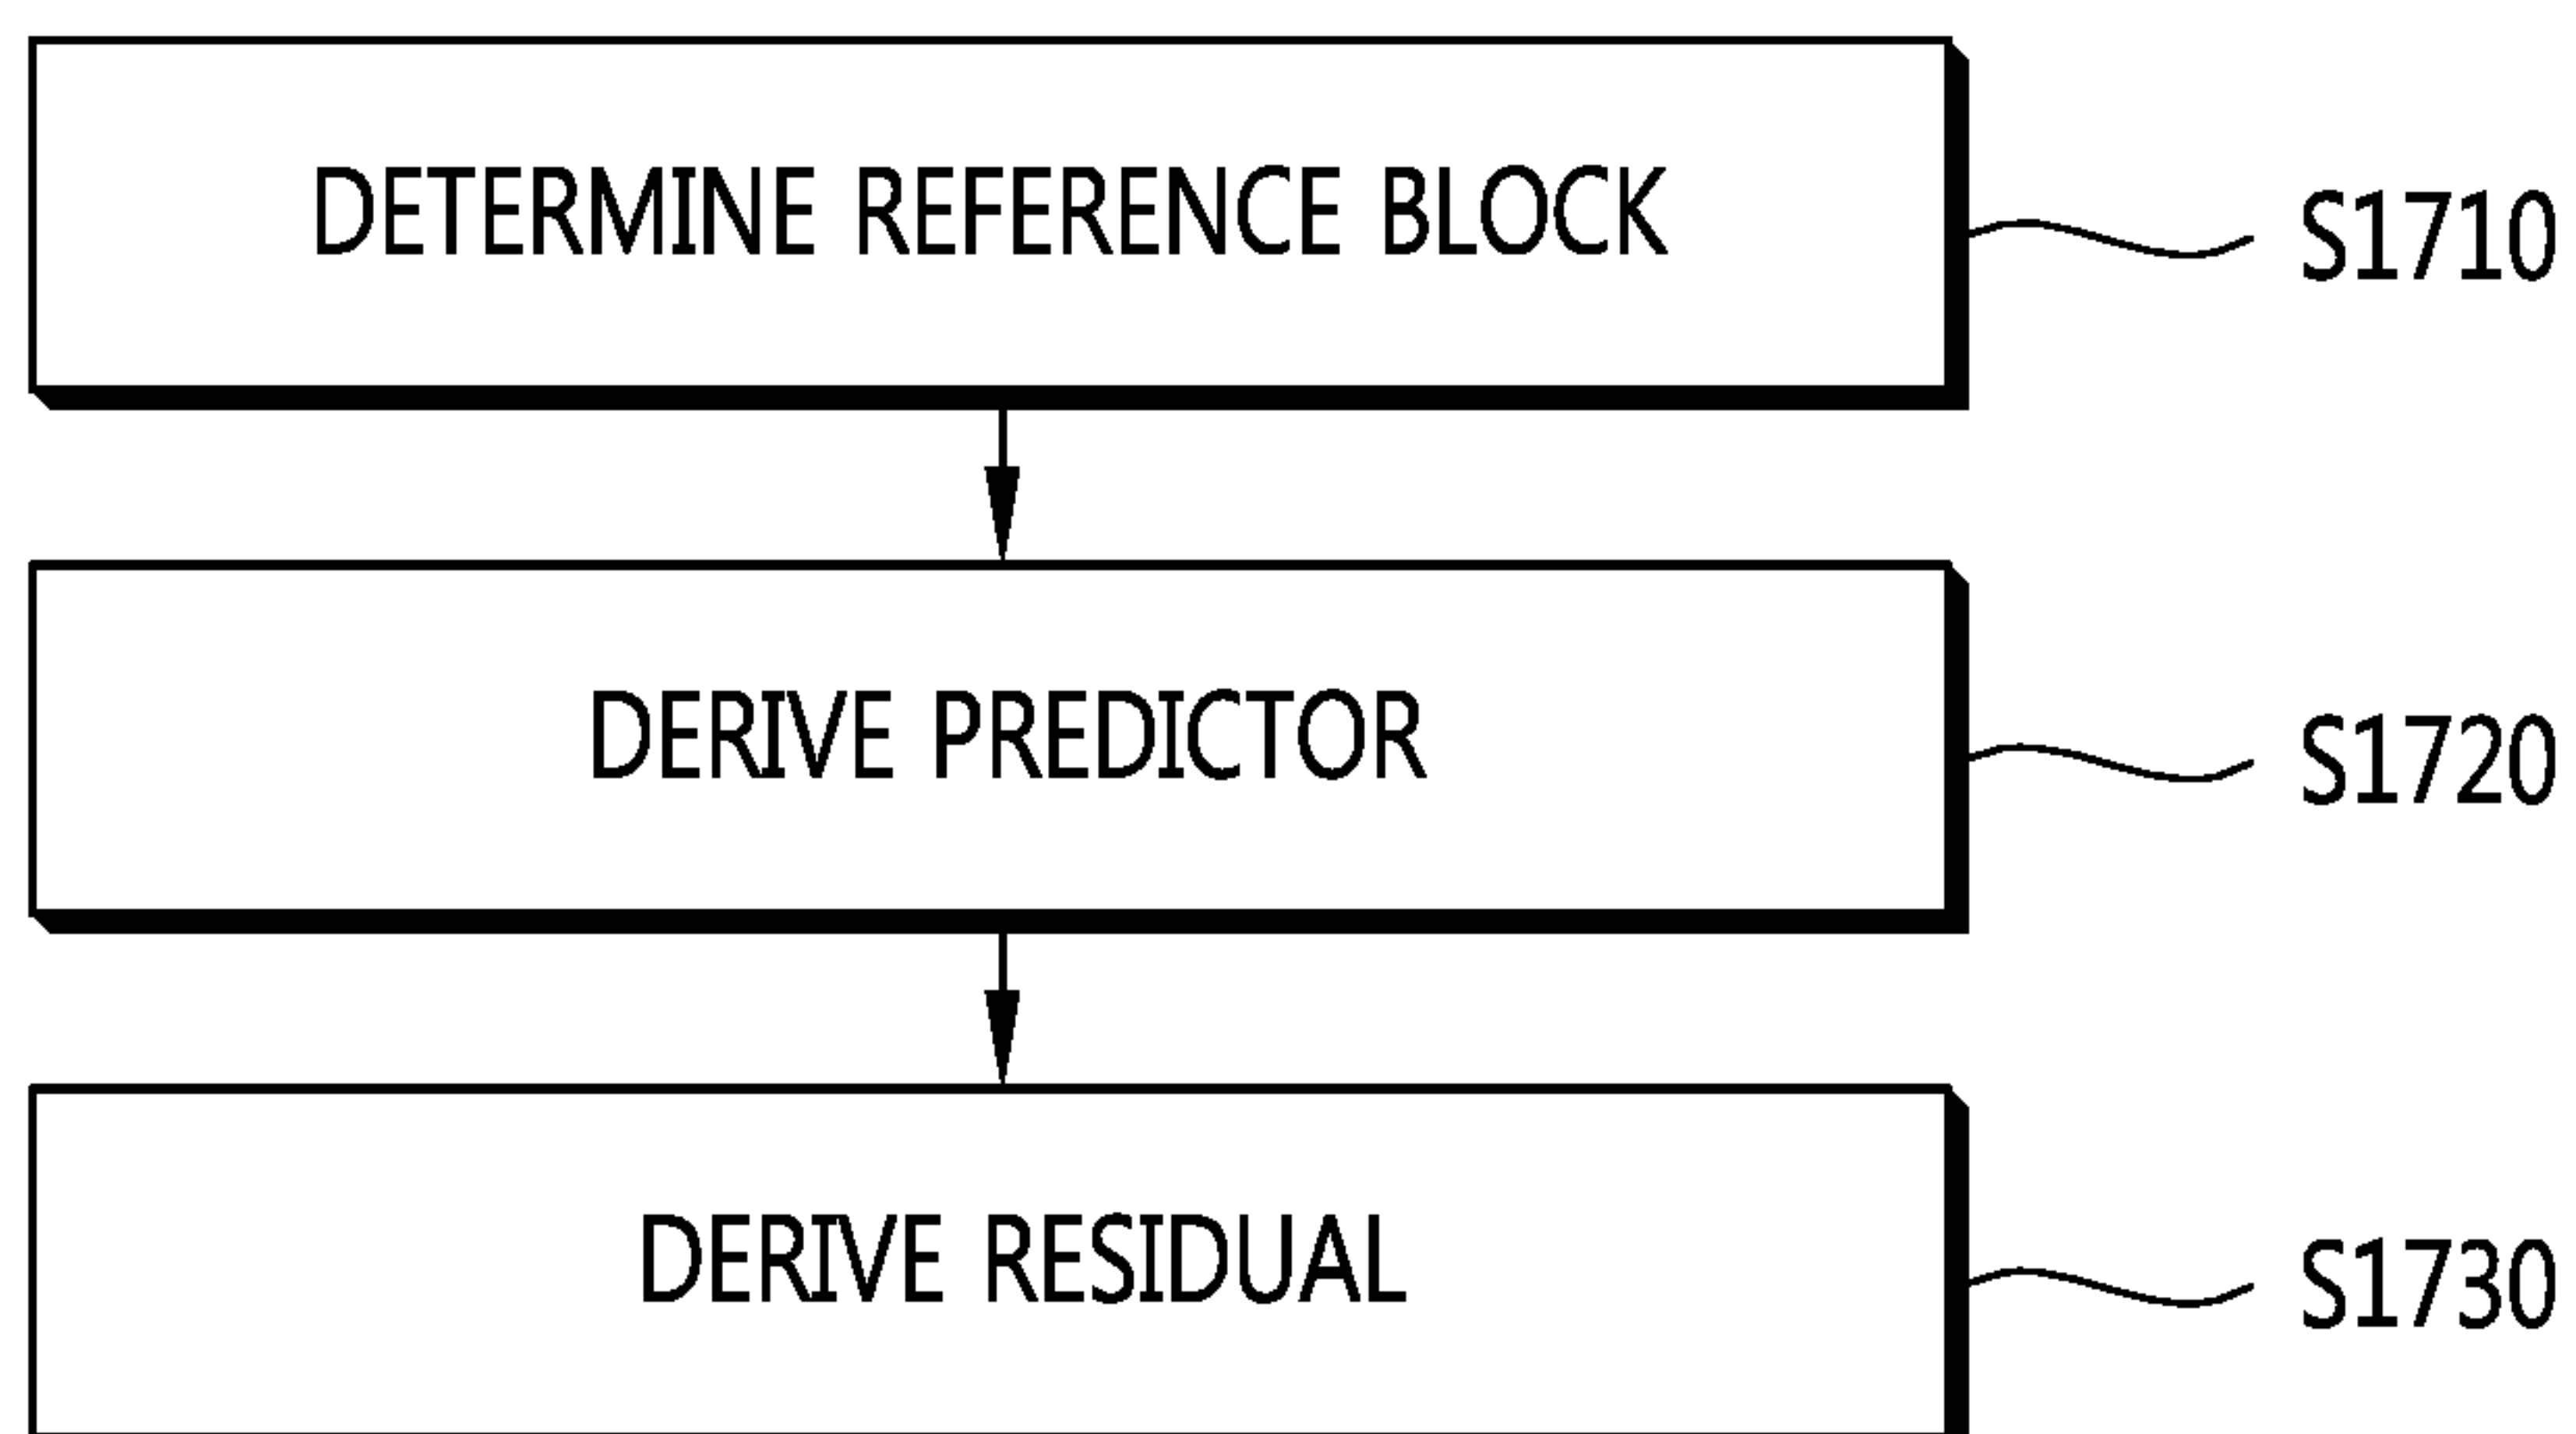 DETERMINE REFERENCE BLOCK
S1710
DERIVE PREDICTOR
S1720
DERIVE RESIDUAL
S1730